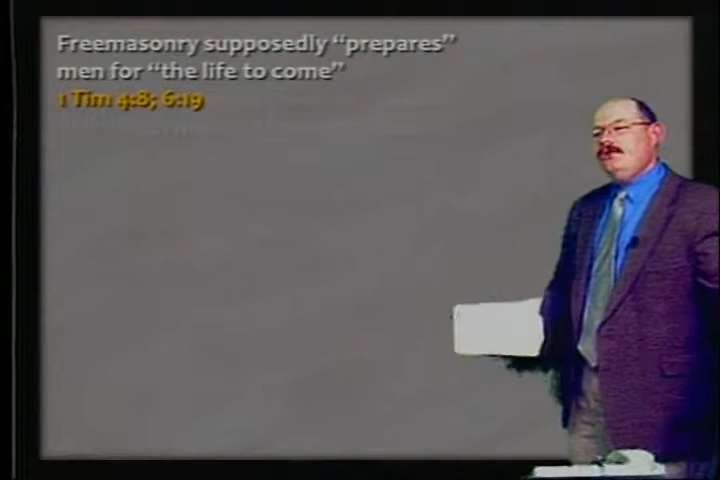 Freemasonry supposedly “prepares”
men for “the life to come”
1 Tim 4:8; 6:19